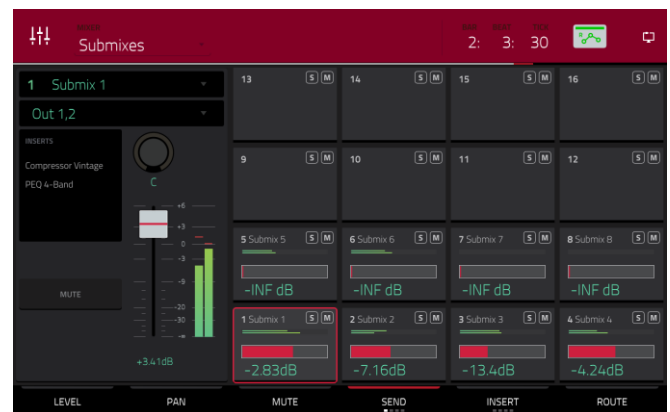 Submixes
2: 3: 30
1 Submix 1
Out 1,2
INSERTS
Compressor Vintage
PEQ 4-Band
C
+6
+3
0
-3
-9
-20
-30
-∞
MUTE
+3.41dB
13 S M
14 S M
15 S M
16 S M
9 S M
10 S M
11 S M
12 S M
5 Submix 5 S M
6 Submix 6 S M
7 Submix 7 S M
8 Submix 8 S M
-INF dB
-INF dB
-INF dB
-INF dB
1 Submix 1 S M
2 Submix 2 S M
3 Submix 3 S M
4 Submix 4 S M
-2.83dB
-7.16dB
-13.4dB
-4.24dB
LEVEL
PAN
MUTE
SEND
INSERT
ROUTE